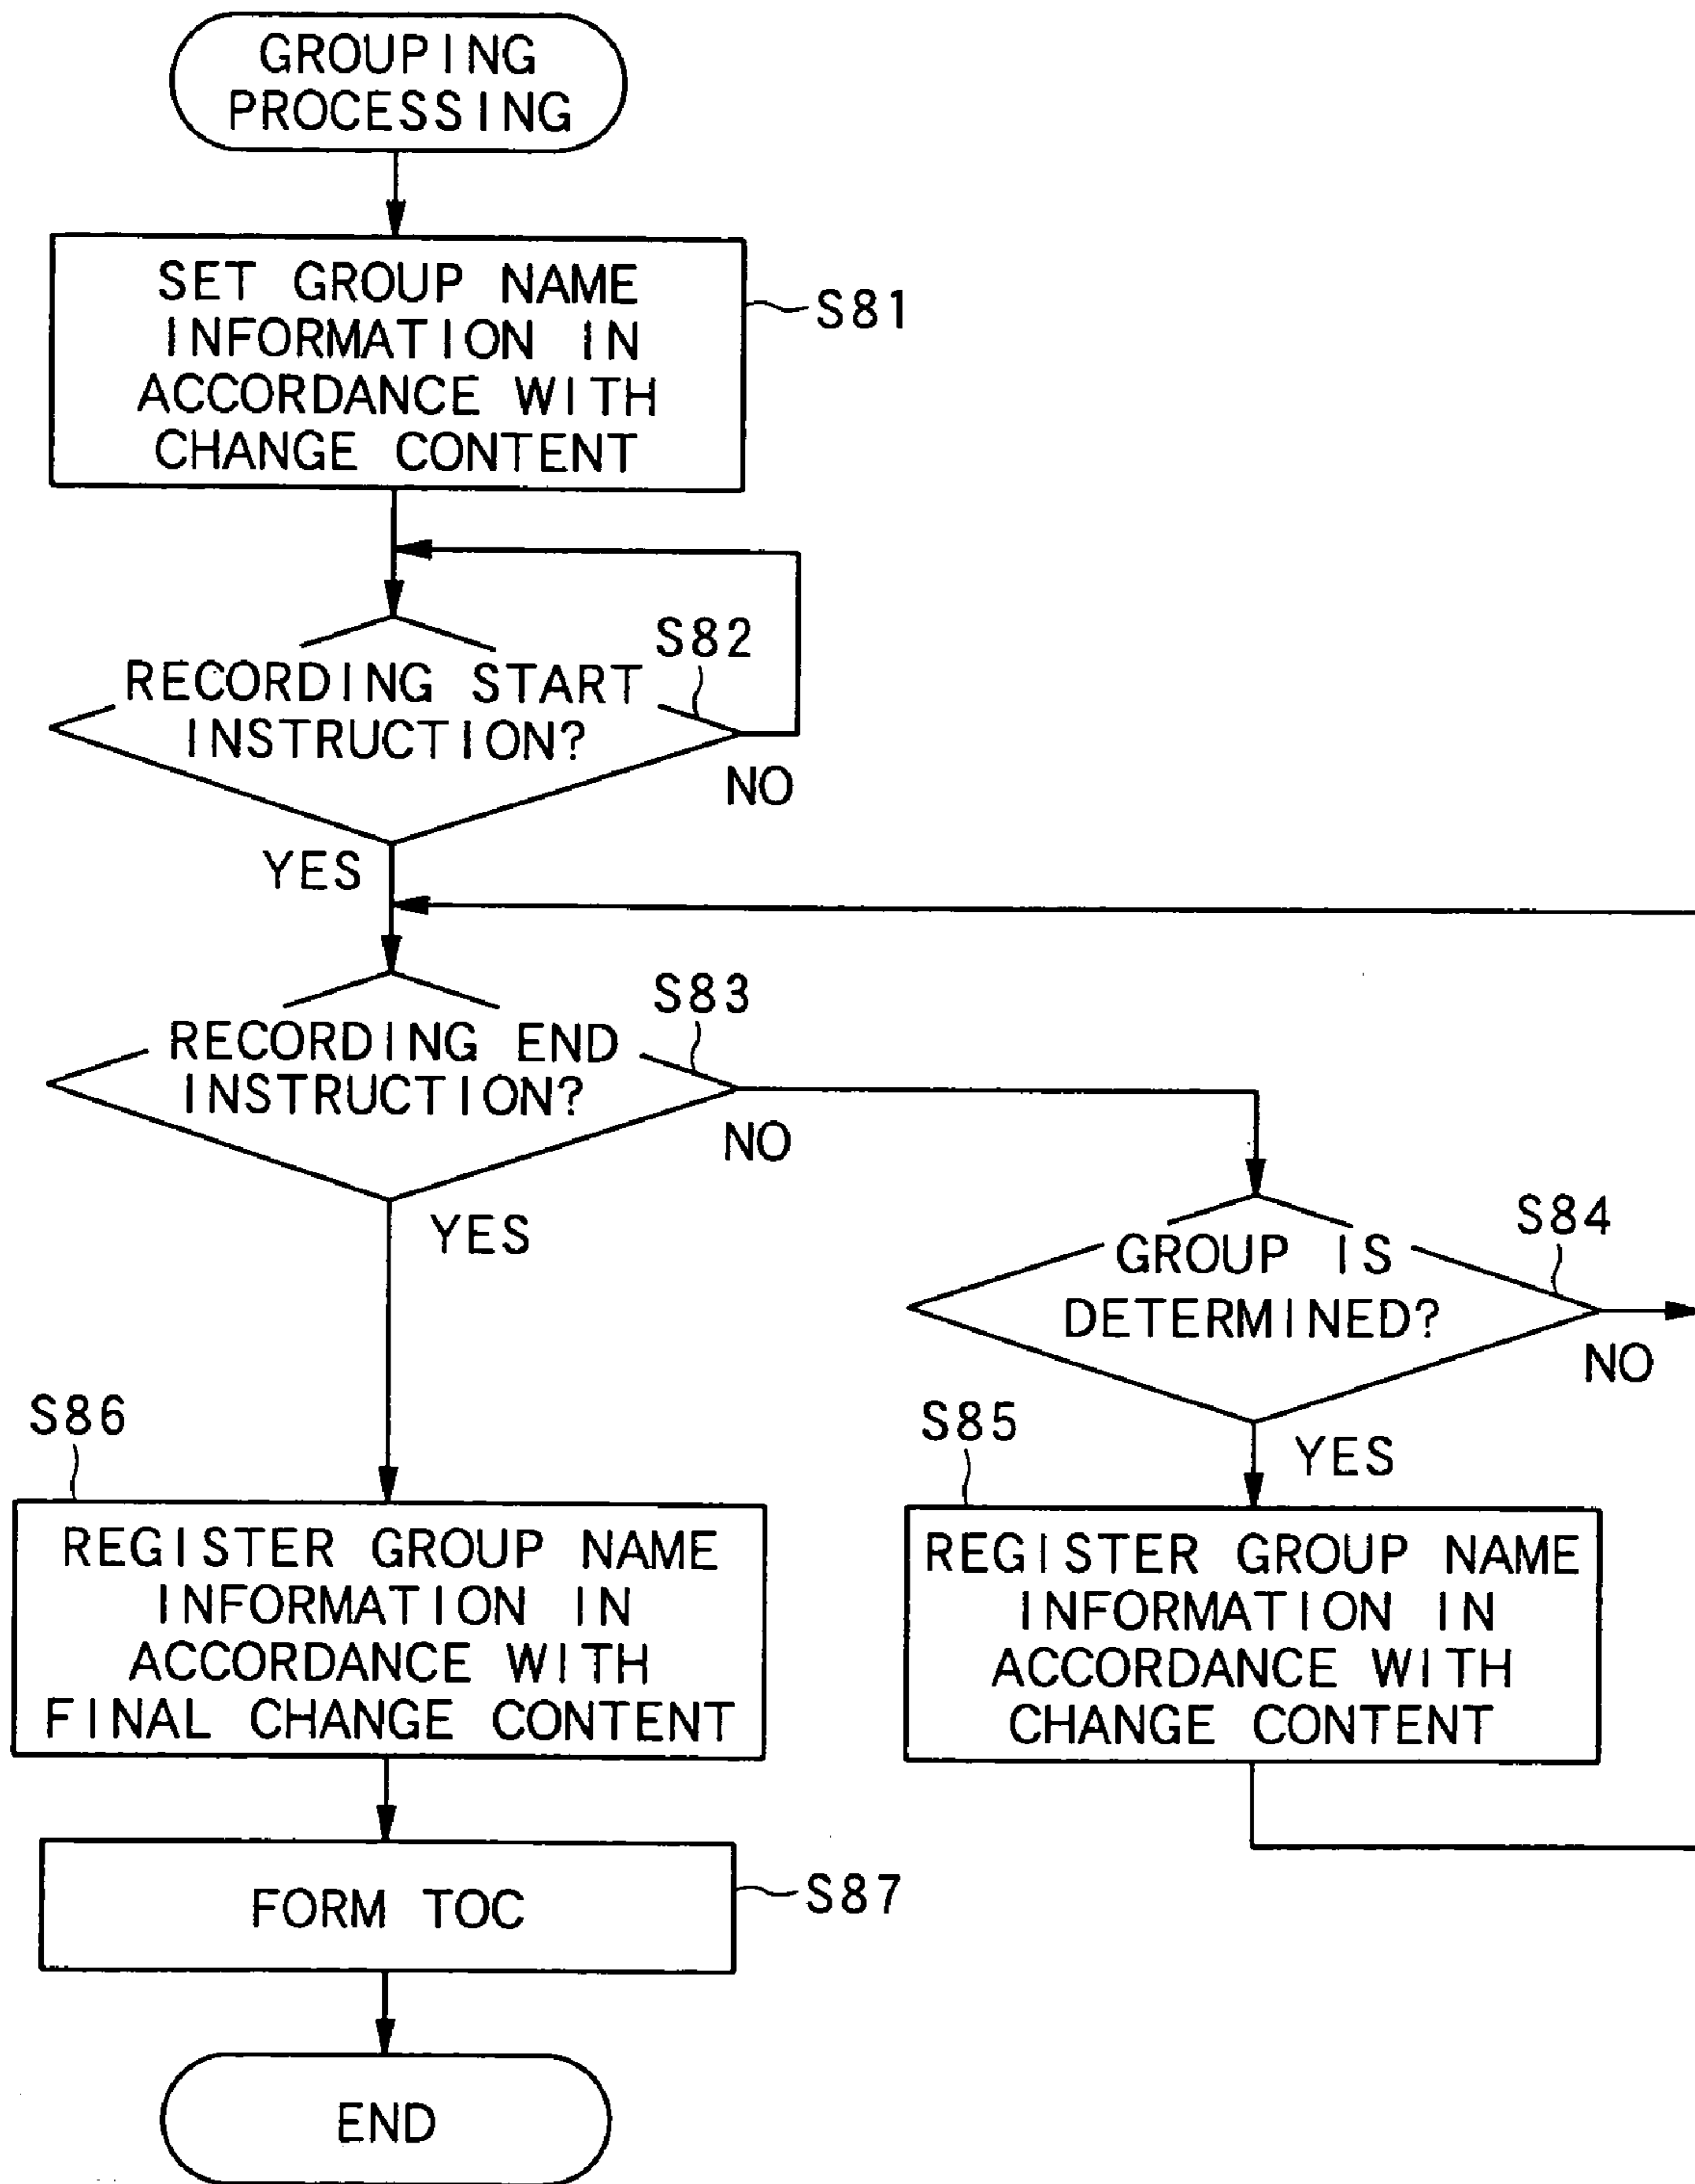 GROUPING
PROCESSING
SET GROUP NAME
INFORMATION IN
ACCORDANCE WITH
CHANGE CONTENT
S81
S82
RECORDING START
INSTRUCTION?
NO
YES
S83
RECORDING END
INSTRUCTION?
NO
YES
S84
GROUP IS
DETERMINED?
NO
YES
S85
REGISTER GROUP NAME
INFORMATION IN
ACCORDANCE WITH
CHANGE CONTENT
S86
REGISTER GROUP NAME
INFORMATION IN
ACCORDANCE WITH
FINAL CHANGE CONTENT
FORM TOC
S87
END